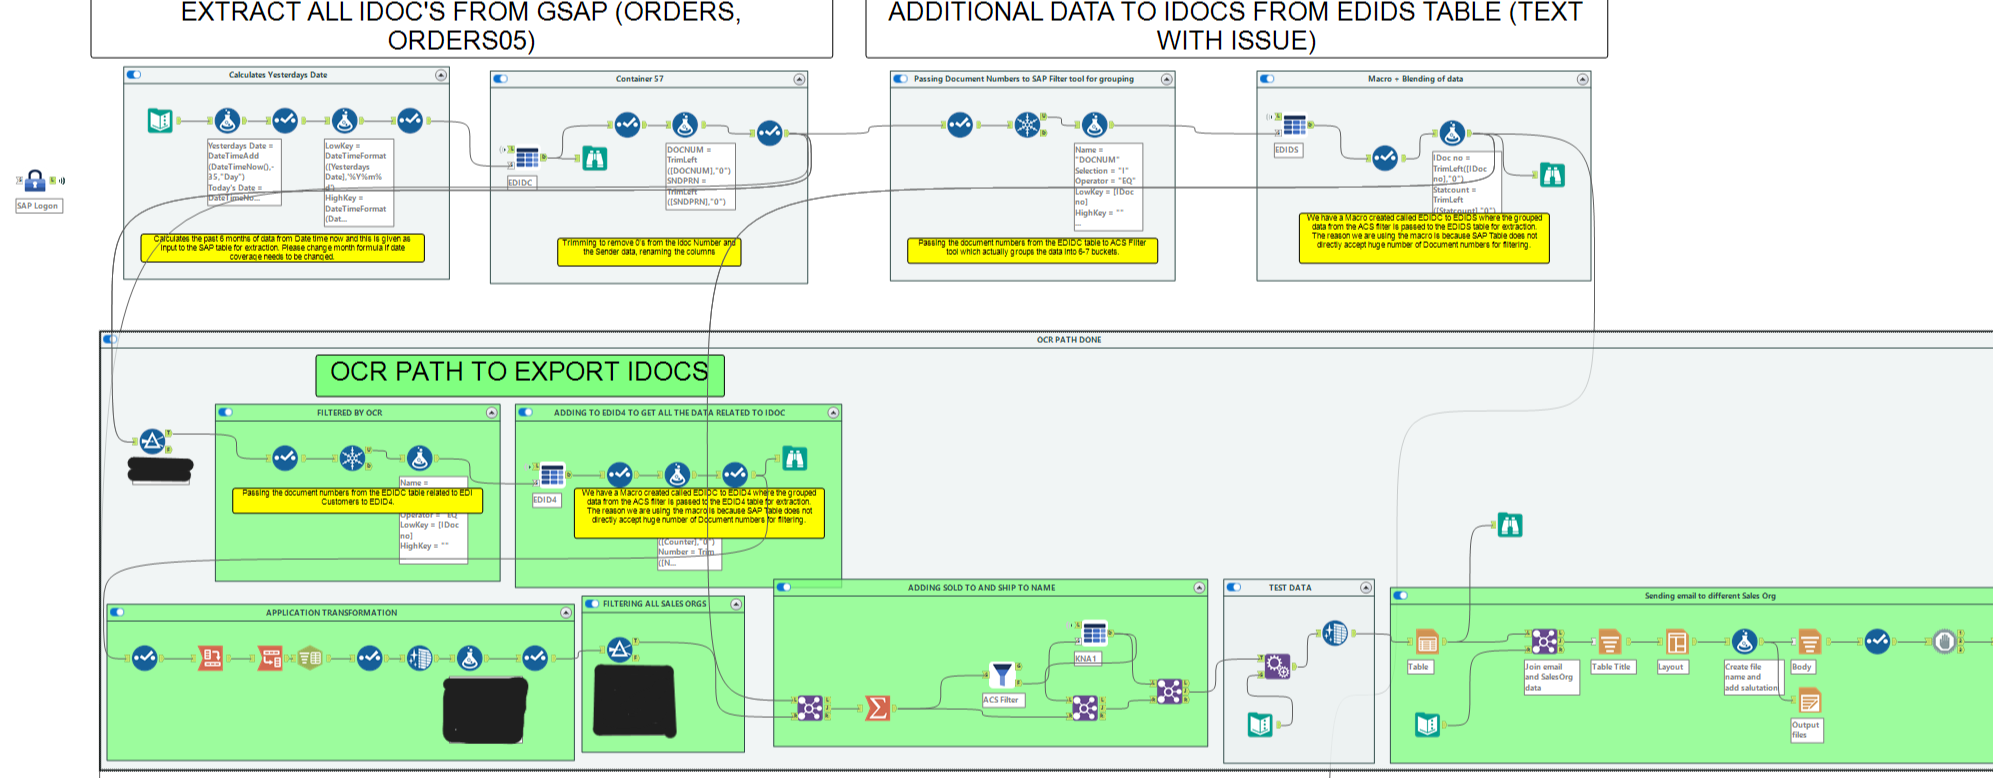 EXTRACT ALL IDOC'S FROM GSAP (ORDERS,
ORDERS05)
ADDITIONAL DATA TO IDOCS FROM EDIDS TABLE (TEXT
WITH ISSUE)
SAP Logon
Calculates Yesterdays Date
Yesterdays Date =
DateTimeAdd
(DateTimeNow(),-
35,"Day")
Today's Date =
DateTimeNo...
LowKey =
DateTimeFormat
([Yesterdays
Date],'%Y%m%
d')
HighKey =
DateTimeFormat
(Dat...
Calculates the past 6 months of data from Date time now and this is given as
input to the SAP table for extraction. Please change month formula if date
coverage needs to be changed.
Container 57
EDIDC
DOCNUM =
TrimLeft
([DOCNUM],"0")
SNDPRN =
TrimLeft
([SNDPRN],"0")
Trimming to remove 0's from the Idoc Number and
the Sender data, renaming the columns
Passing Document Numbers to SAP Filter tool for grouping
Name =
"DOCNUM"
Selection = "I"
Operator = "EQ"
LowKey = [IDoc
no]
HighKey = ""
...
Passing the document numbers from the EDIDC table to ACS Filter
tool which actually groups the data into 6-7 buckets.
Macro + Blending of data
EDIDS
IDoc no =
TrimLeft([IDoc
no],"0")
Statcount =
TrimLeft
([Statcount],"0")
We have a Macro created called EDIDC to EDIDS where the grouped
data from the ACS filter is passed to the EDIDS table for extraction.
The reason we are using the macro is because SAP Table does not
directly accept huge number of Document numbers for filtering.
OCR PATH DONE
OCR PATH TO EXPORT IDOCS
FILTERED BY OCR
Name =
Passing the document numbers from the EDIDC table related to EDI
Customers to EDID4.
Operator = "EQ
LowKey = [IDoc
no]
HighKey = ""
ADDING TO EDID4 TO GET ALL THE DATA RELATED TO IDOC
EDID4
We have a Macro created called EDIDC to EDID4 where the grouped
data from the ACS filter is passed to the EDID4 table for extraction.
The reason we are using the macro is because SAP Table does not
directly accept huge number of Document numbers for filtering.
([Counter],"0")
Number = Trim
([N...
APPLICATION TRANSFORMATION
FILTERING ALL SALES ORGS
ADDING SOLD TO AND SHIP TO NAME
KNA1
ACS Filter
TEST DATA
Sending email to different Sales Org
Table
Join email
and SalesOrg
data
Table Title
Layout
Create file
name and
add salutation
Body
Output
files